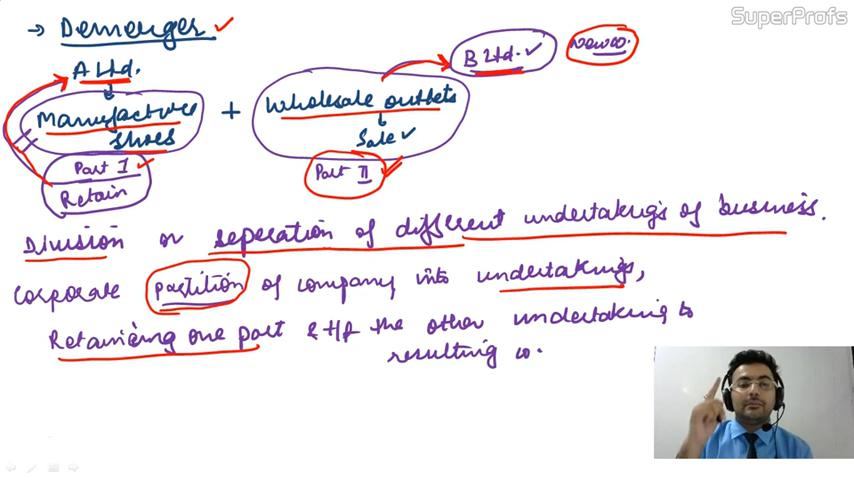 SuperProfs
→ Demerger ✓
A Ltd.
B Ltd. ✓
New co.
Manufacture
shoes
+
Wholesale outlets
Sale ✓
Part I ✓
Retain
Part II
Division or seperation of different undertakings of business.
Corporate partition of company into undertakings,
Retaining one part & t/f the other undertaking to
resulting co.